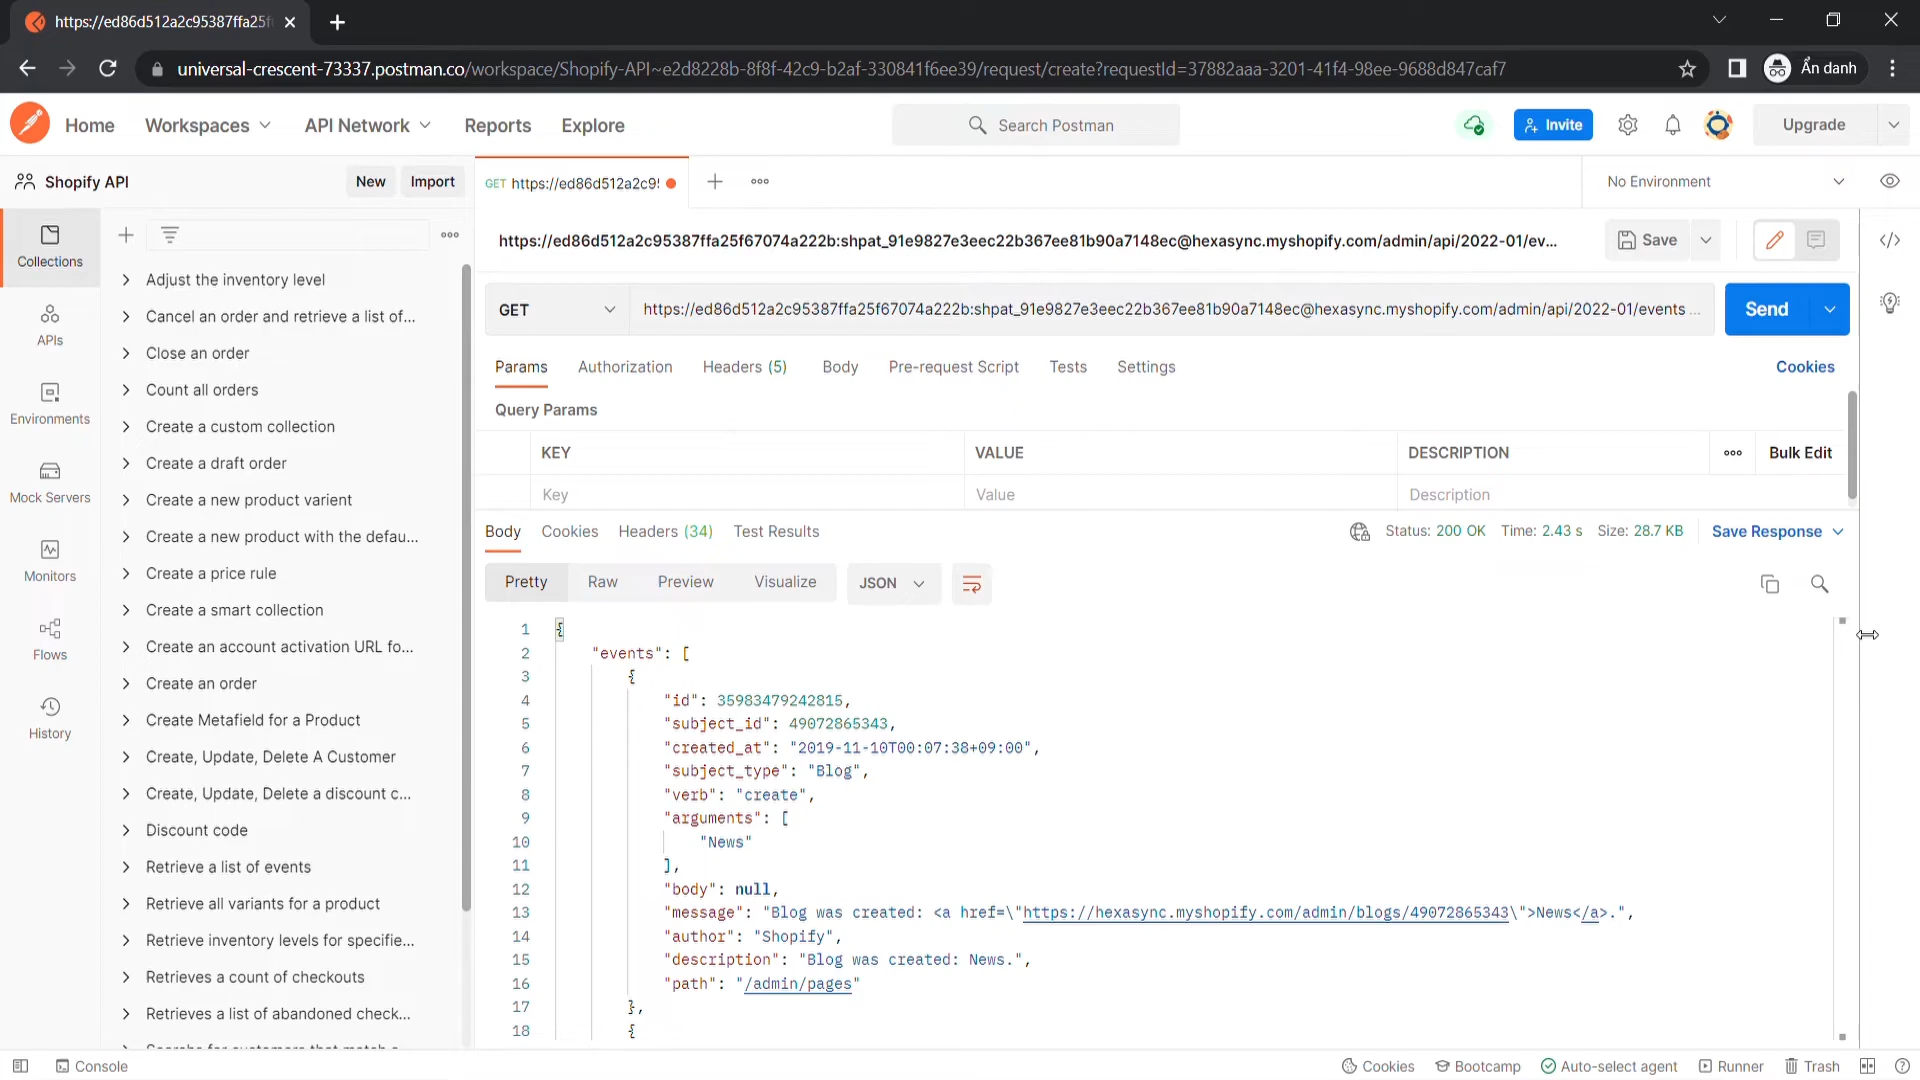 https://ed86d512a2c95387ffa25f
universal-crescent-73337.postman.co/workspace/Shopify-API~e2d8228b-8f8f-42c9-b2af-330841f6ee39/request/create?requestId=37882aaa-3201-41f4-98ee-9688d847caf7
Ẩn danh
Home
Workspaces
API Network
Reports
Explore
Search Postman
Invite
Upgrade
Shopify API
New
Import
GET https://ed86d512a2c9
No Environment
https://ed86d512a2c95387ffa25f67074a222b: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@hexasync.myshopify.com/admin/api/2022-01/ev...
Save
GET
https://ed86d512a2c95387ffa25f67074a222b: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@hexasync.myshopify.com/admin/api/2022-01/events ...
Send
Collections
APIs
Environments
Mock Servers
Monitors
Flows
History
Adjust the inventory level
Cancel an order and retrieve a list of...
Close an order
Count all orders
Create a custom collection
Create a draft order
Create a new product varient
Create a new product with the defau...
Create a price rule
Create a smart collection
Create an account activation URL fo...
Create an order
Create Metafield for a Product
Create, Update, Delete A Customer
Create, Update, Delete a discount c...
Discount code
Retrieve a list of events
Retrieve all variants for a product
Retrieve inventory levels for specifie...
Retrieves a count of checkouts
Retrieves a list of abandoned check...
Params
Authorization
Headers (5)
Body
Pre-request Script
Tests
Settings
Cookies
Query Params
KEY
VALUE
DESCRIPTION
Bulk Edit
Key
Value
Description
Body
Cookies
Headers (34)
Test Results
Status: 200 OK
Time: 2.43 s
Size: 28.7 KB
Save Response
Pretty
Raw
Preview
Visualize
JSON
1 {
2 "events": [
3 {
4 "id": 35983479242815,
5 "subject_id": 49072865343,
6 "created_at": "2019-11-10T00:07:38+09:00",
7 "subject_type": "Blog",
8 "verb": "create",
9 "arguments": [
10 "News"
11 ],
12 "body": null,
13 "message": "Blog was created: <a href=\"https://hexasync.myshopify.com/admin/blogs/49072865343\">News</a>.",
14 "author": "Shopify",
15 "description": "Blog was created: News.",
16 "path": "/admin/pages"
17 },
18 {
Console
Cookies
Bootcamp
Auto-select agent
Runner
Trash